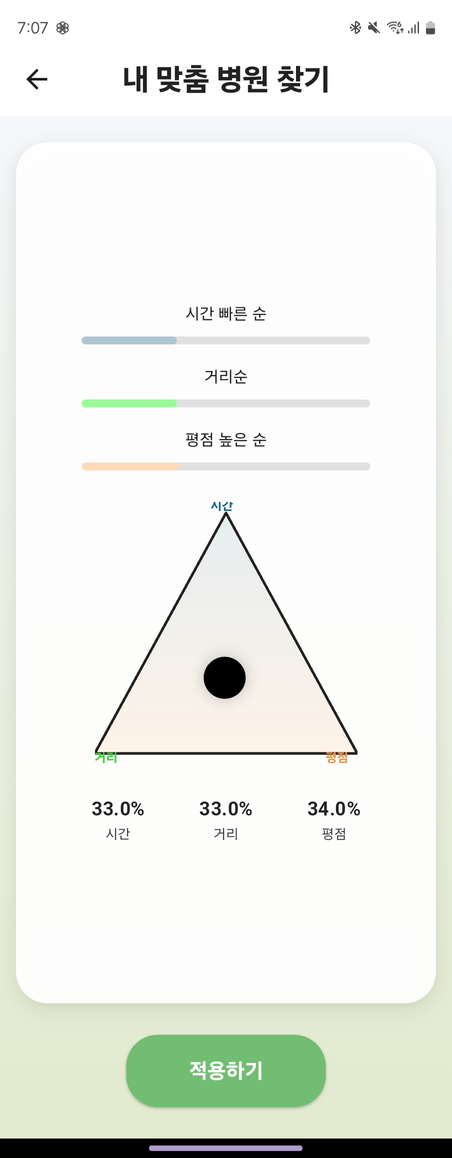 7:07
내 맞춤 병원 찾기
시간 빠른 순
거리순
평점 높은 순
시간
거리 평점
33.0% 33.0% 34.0%
시간 거리 평점
적용하기